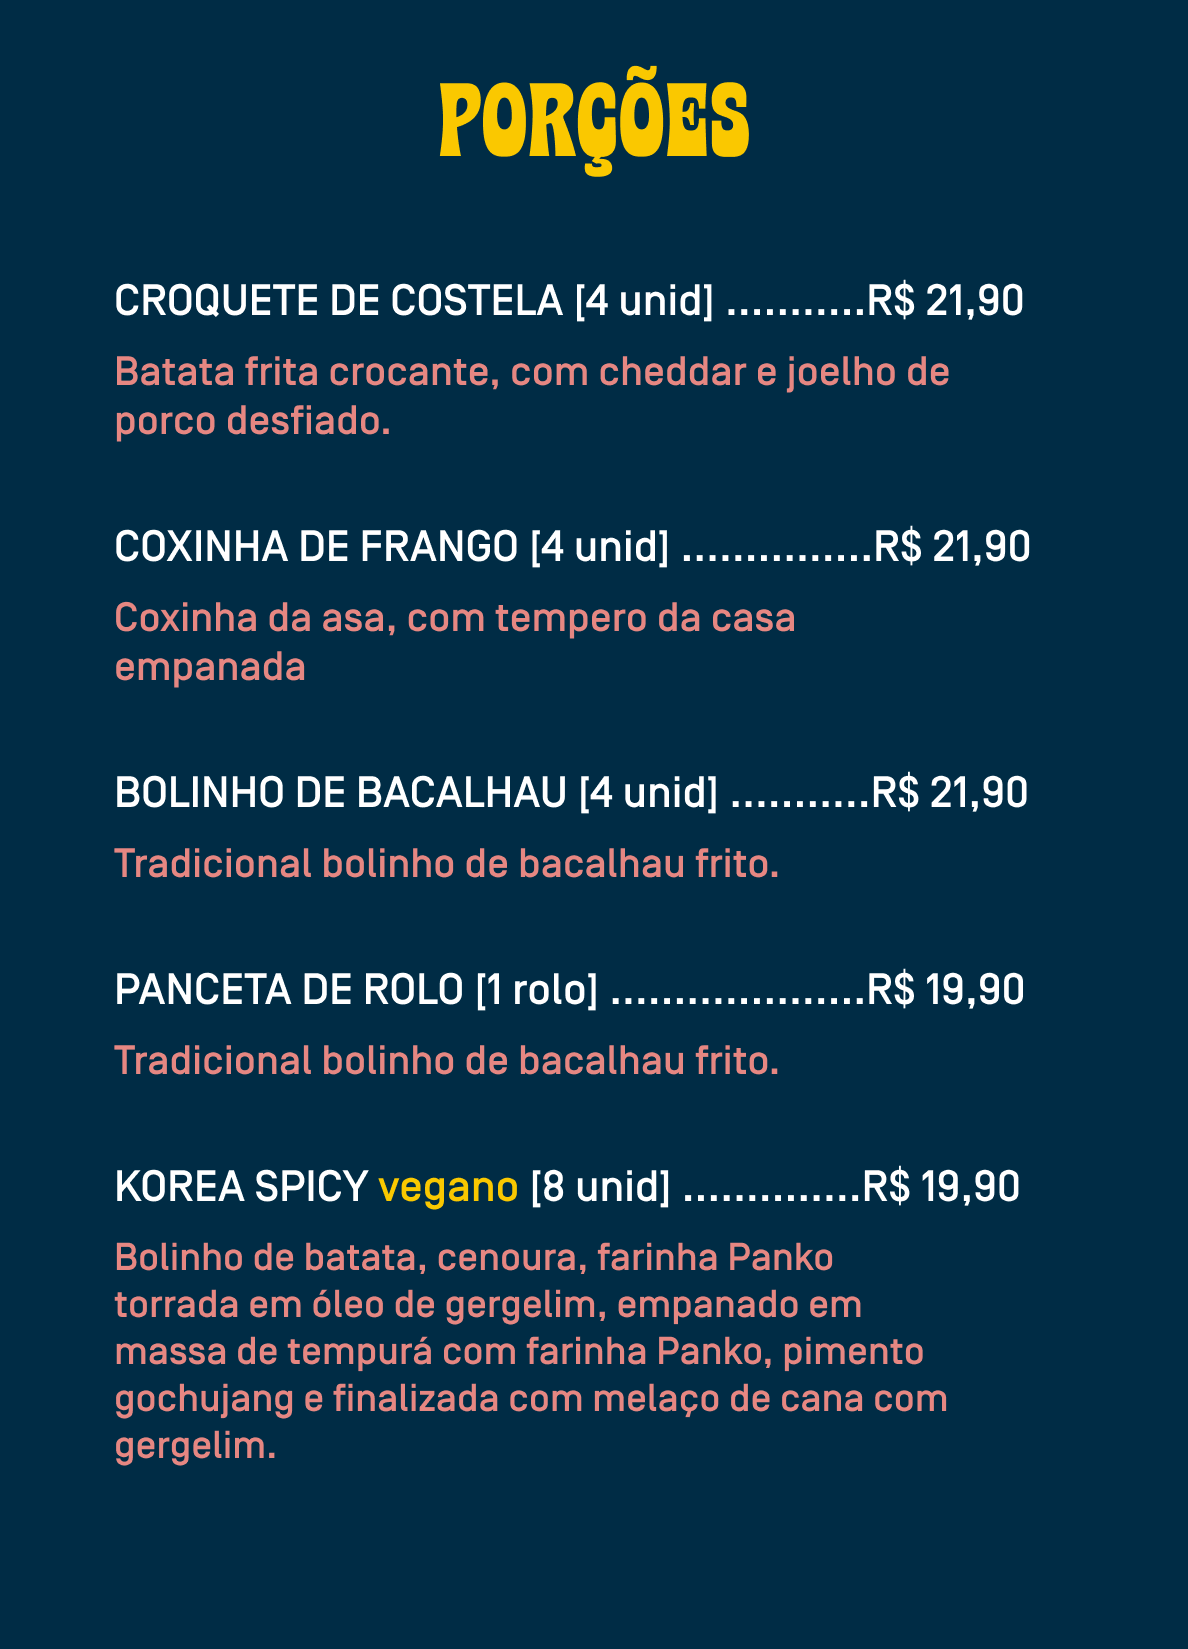 PORÇÕES
CROQUETE DE COSTELA [4 unid] ...........R$ 21,90
Batata frita crocante, com cheddar e joelho de
porco desfiado.
COXINHA DE FRANGO [4 unid] ...............R$ 21,90
Coxinha da asa, com tempero da casa
empanada
BOLINHO DE BACALHAU [4 unid] ...........R$ 21,90
Tradicional bolinho de bacalhau frito.
PANCETA DE ROLO [1 rolo] ....................R$ 19,90
Tradicional bolinho de bacalhau frito.
KOREA SPICY vegano [8 unid] ..............R$ 19,90
Bolinho de batata, cenoura, farinha Panko
torrada em óleo de gergelim, empanado em
massa de tempurá com farinha Panko, pimento
gochujang e finalizada com melaço de cana com
gergelim.